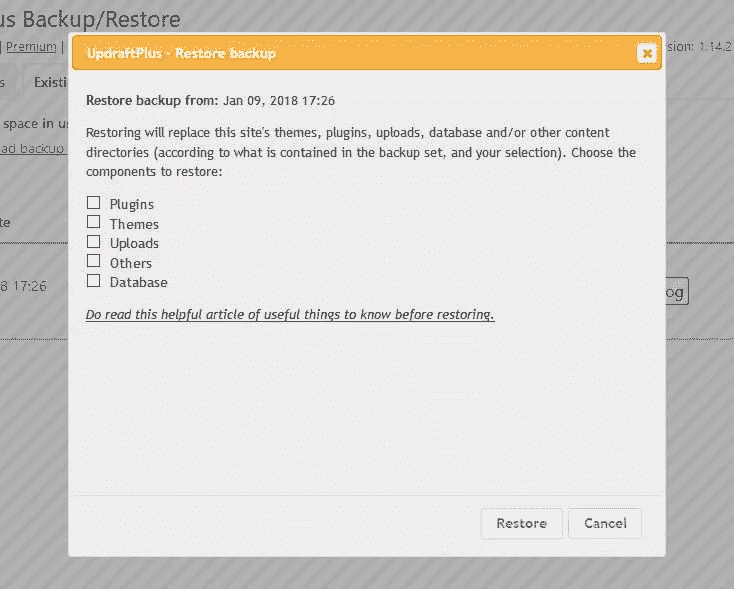 us Backup/Restore
| Premium |
sion: 1.14.2
UpdraftPlus - Restore backup
s Existi
Restore backup from: Jan 09, 2018 17:26
space in us
Restoring will replace this site's themes, plugins, uploads, database and/or other content
directories (according to what is contained in the backup set, and your selection). Choose the
components to restore:
ad backup
Plugins
Themes
te
Uploads
Others
Database
8 17:26
og
Do read this helpful article of useful things to know before restoring.
Restore Cancel